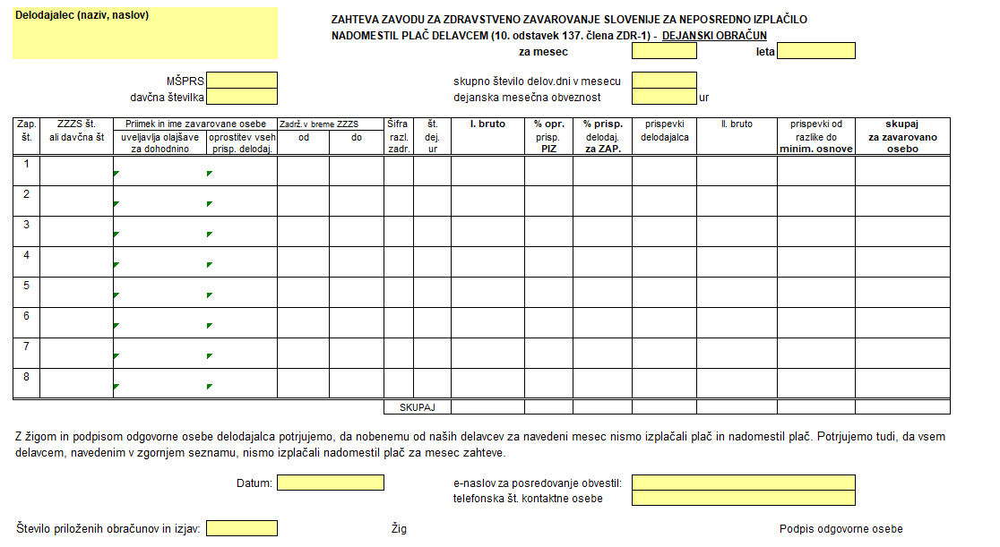 Delodajalec (naziv, naslov)
ZAHTEVA ZAVODU ZA ZDRAVSTVENO ZAVAROVANJE SLOVENIJE ZA NEPOSREDNO IZPLAČILO
NADOMESTIL PLAČ DELAVCEM (10. odstavek 137. člena ZDR-1) - DEJANSKI OBRAČUN
za mesec leta
MŠPRS skupno število delov.dni v mesecu
davčna številka dejanska mesečna obveznost ur
Zap. ZZZS št. Priimek in ime zavarovane osebe Zadrž. v breme ZZZS Šifra št. I. bruto % opr. % prisp. prispevki II. bruto prispevki od skupaj
št. ali davčna št uveljavlja olajšave oprostitev vseh od do razl. dej. prisp. delodaj. delodajalca razlike do za zavarovano
za dohodnino prisp. delodaj. zadr. ur PIZ za ZAP. minim. osnove osebo
1
2
3
4
5
6
7
8
SKUPAJ
Z žigom in podpisom odgovorne osebe delodajalca potrjujemo, da nobenemu od naših delavcev za navedeni mesec nismo izplačali plač in nadomestil plač. Potrjujemo tudi, da vsem
delavcem, navedenim v zgornjem seznamu, nismo izplačali nadomestil plač za mesec zahteve.
Datum: e-naslov za posredovanje obvestil:
telefonska št. kontaktne osebe
Število priloženih obračunov in izjav: Žig Podpis odgovorne osebe